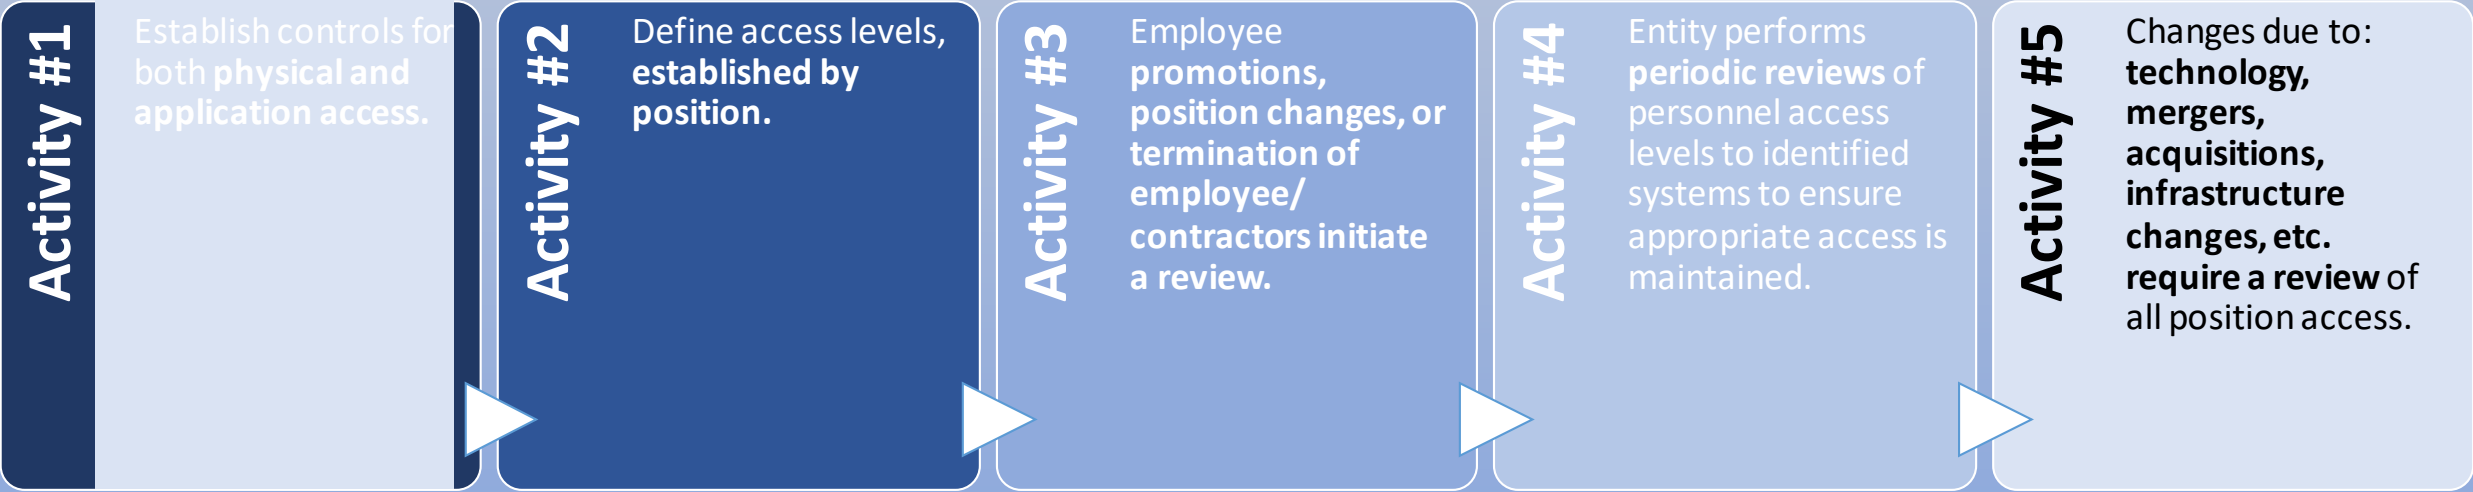 Activity #1
Establish controls for
both physical and
application access.
Activity #2
Define access levels,
established by
position.
Activity #3
Employee
promotions,
position changes, or
termination of
employee/
contractors initiate
a review.
Activity #4
Entity performs
periodic reviews of
personnel access
levels to identified
systems to ensure
appropriate access is
maintained.
Activity #5
Changes due to:
technology,
mergers,
acquisitions,
infrastructure
changes, etc.
require a review of
all position access.